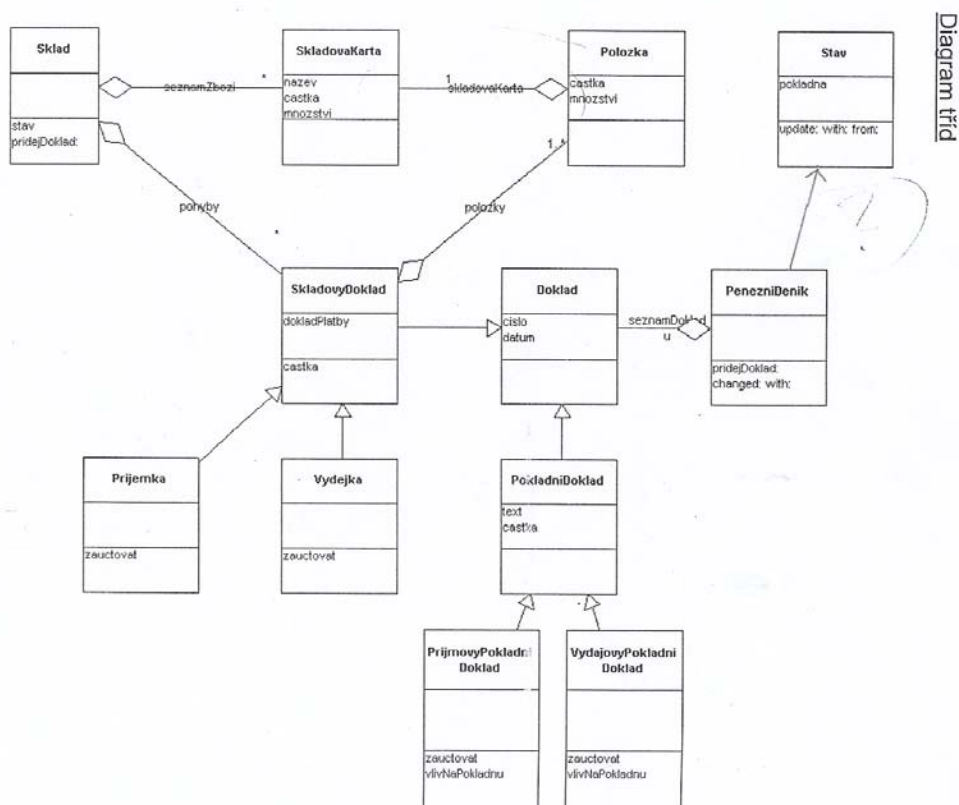 Diagram tříd
Sklad
stav
pridejDoklad:
*
seznamZbozi
SkladovaKarta
nazev
castka
mnozstvi
1
skladovaKarta
Polozka
castka
mnozstvi
1..*
Stav
pokladna
update: with: from:
pohyby
*
polozky
SkladovyDoklad
dokladPlatby
castka
Doklad
cislo
datum
seznamDoklad
u
*
PenezniDenik
pridejDoklad:
changed: with:
Prijemka
zauctovat
Vydejka
zauctovat
PokladniDoklad
text
castka
PrijmovyPokladni
Doklad
zauctovat
vlivNaPokladnu
VydajovyPokladni
Doklad
zauctovat
vlivNaPokladnu